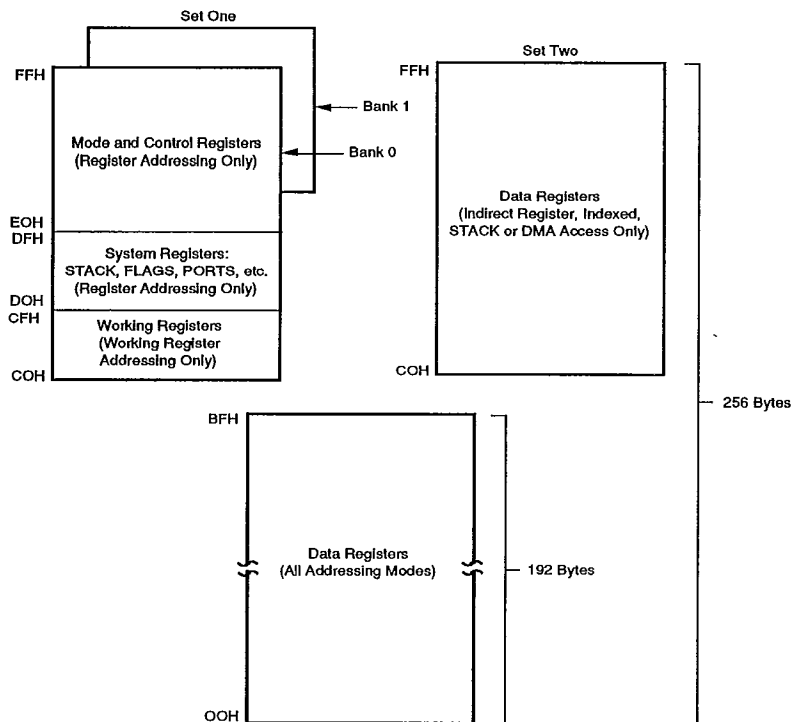 Set One
FFH
Bank 1
Mode and Control Registers
(Register Addressing Only)
Bank 0
EOH
DFH
System Registers:
STACK, FLAGS, PORTS, etc.
(Register Addressing Only)
DOH
CFH
Working Registers
(Working Register
Addressing Only)
COH
Set Two
FFH
Data Registers
(Indirect Register, Indexed,
STACK or DMA Access Only)
COH
256 Bytes
BFH
Data Registers
(All Addressing Modes)
192 Bytes
OOH